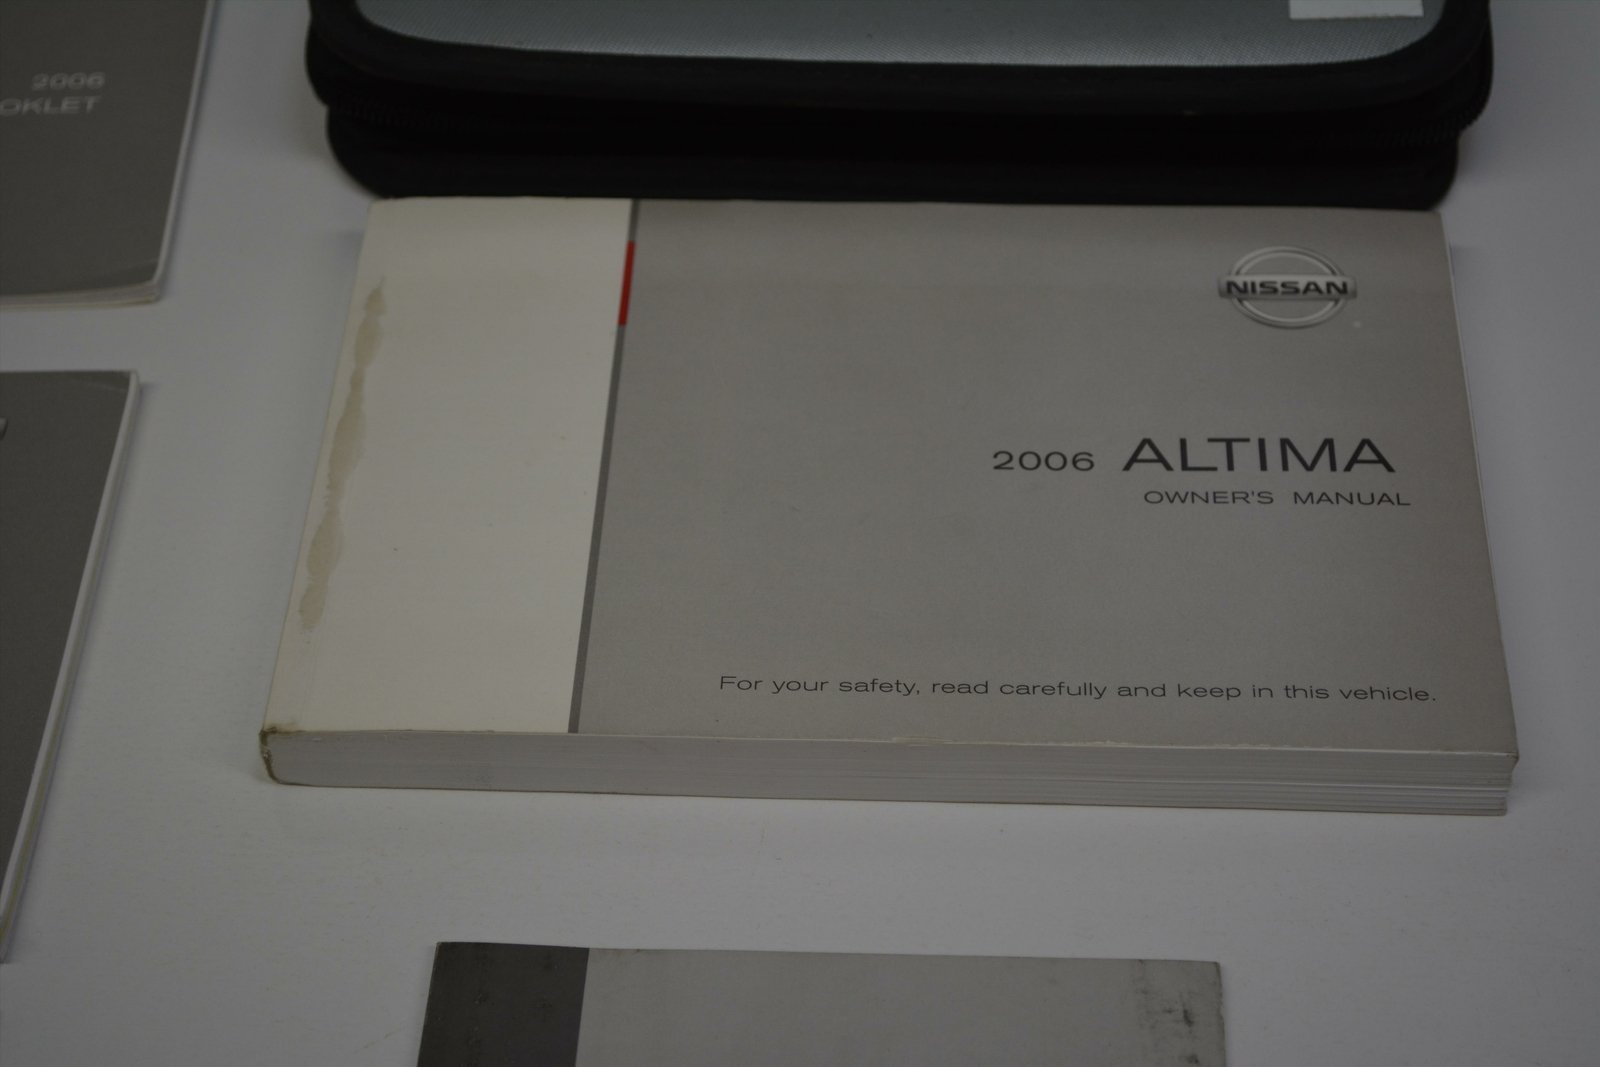 2006
OKLET
NISSAN
2006 ALTIMA
OWNER'S MANUAL
For your safety, read carefully and keep in this vehicle.